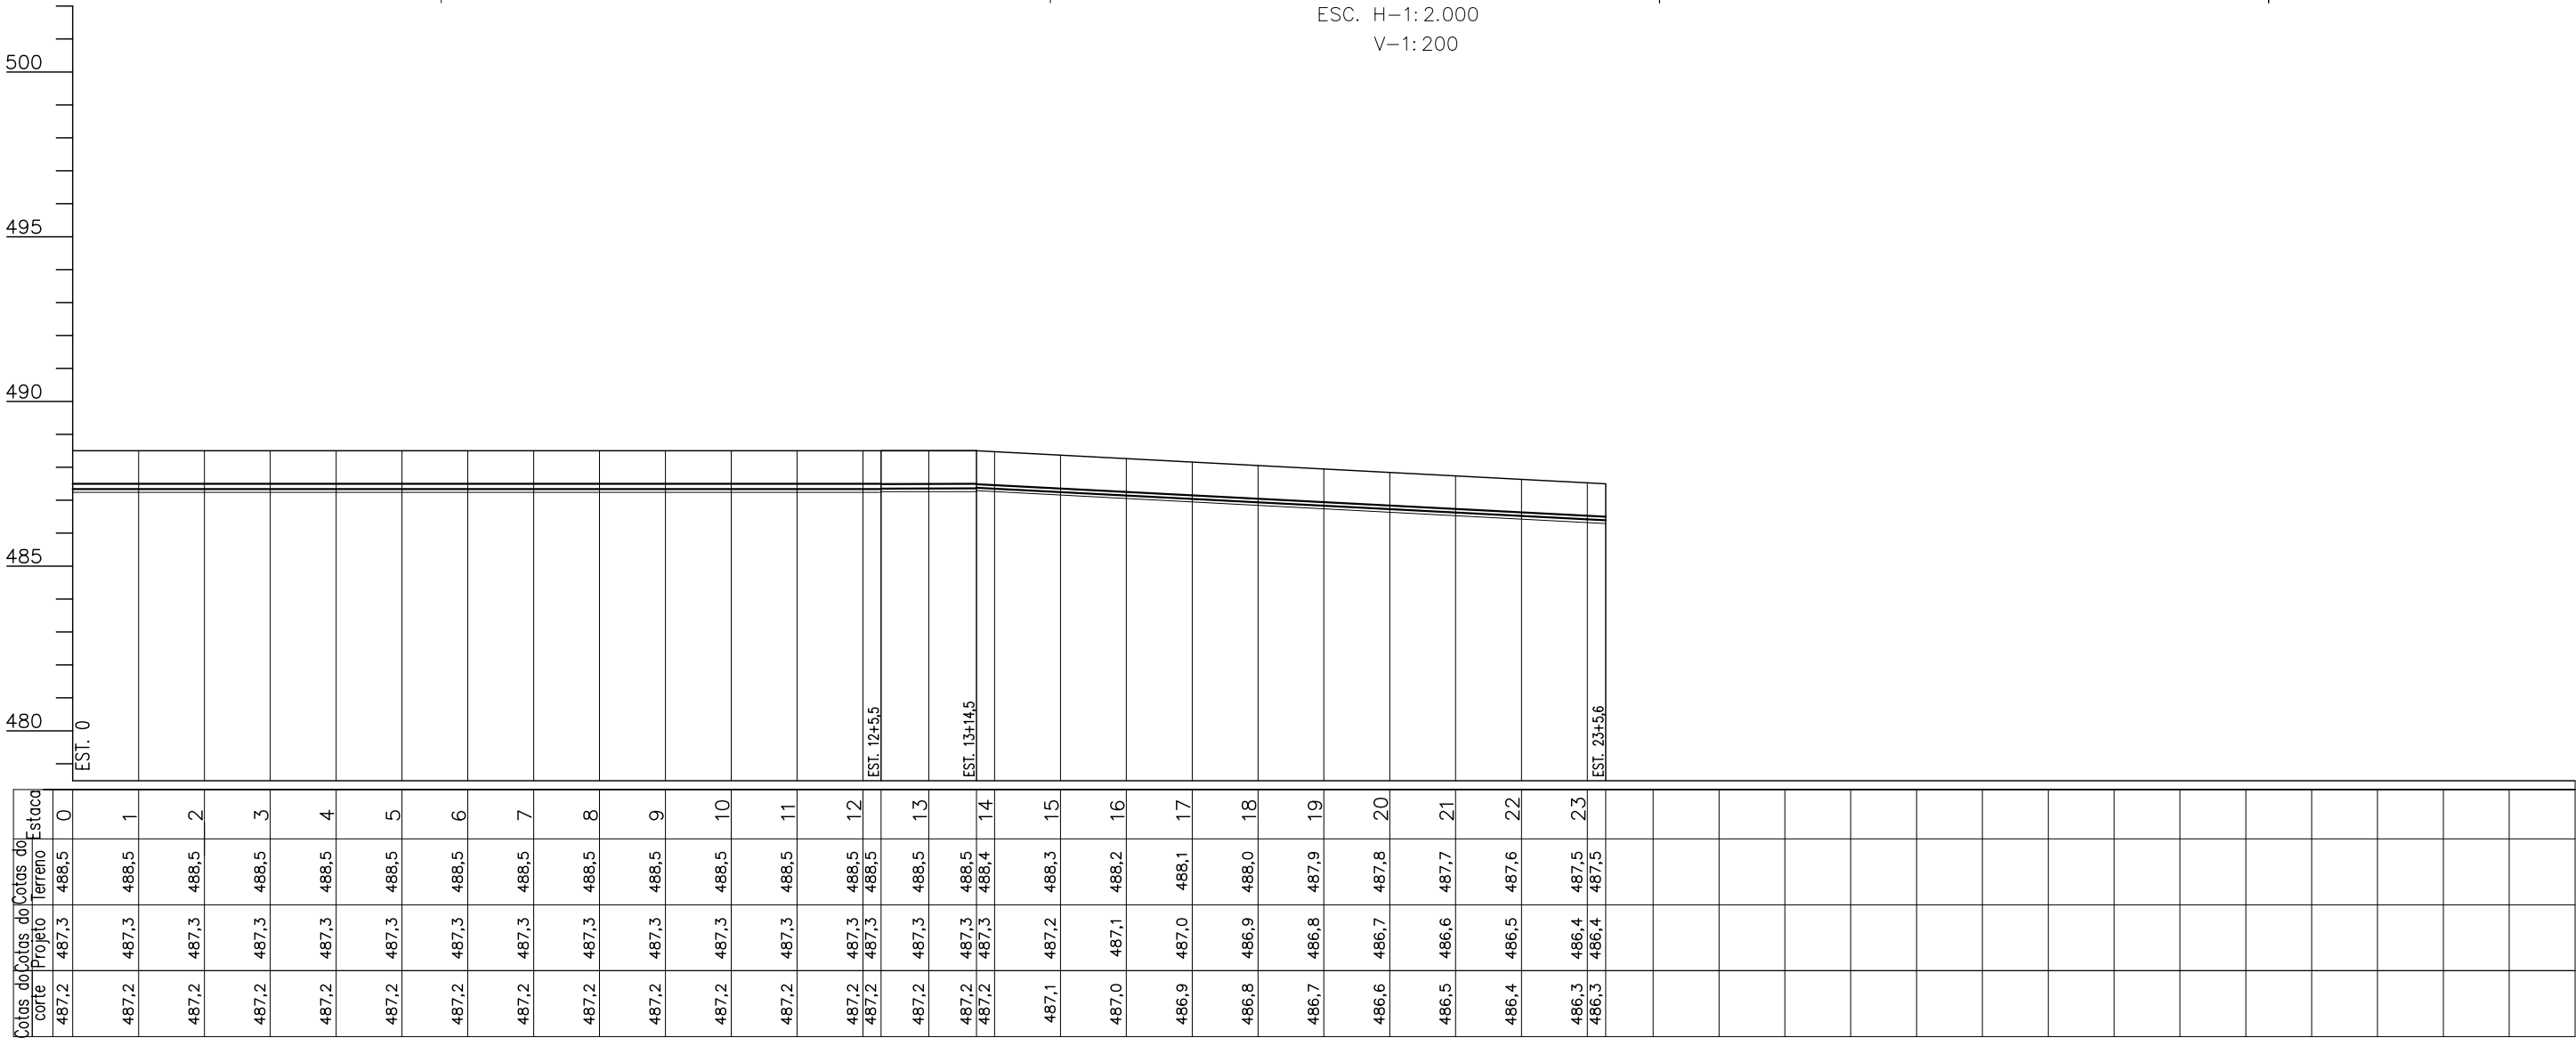 ESC. H-1:2.000
V-1:200
500
495
490
485
480
EST. 0
EST. 12+5,5
EST. 13+14,5
EST. 23+5,6
Estaca 0 1 2 3 4 5 6 7 8 9 10 11 12 13 14 15 16 17 18 19 20 21 22 23
Cotas do Terreno 488,5 488,5 488,5 488,5 488,5 488,5 488,5 488,5 488,5 488,5 488,5 488,5 488,5 488,5 488,5 488,5 488,4 488,3 488,2 488,1 488,0 487,9 487,8 487,7 487,6 487,5 487,5
Cotas do Projeto 487,3 487,3 487,3 487,3 487,3 487,3 487,3 487,3 487,3 487,3 487,3 487,3 487,3 487,3 487,3 487,3 487,3 487,2 487,1 487,0 486,9 486,8 486,7 486,6 486,5 486,4 486,4
Cotas do corte 487,2 487,2 487,2 487,2 487,2 487,2 487,2 487,2 487,2 487,2 487,2 487,2 487,2 487,2 487,2 487,2 487,2 487,1 487,0 486,9 486,8 486,7 486,6 486,5 486,4 486,3 486,3